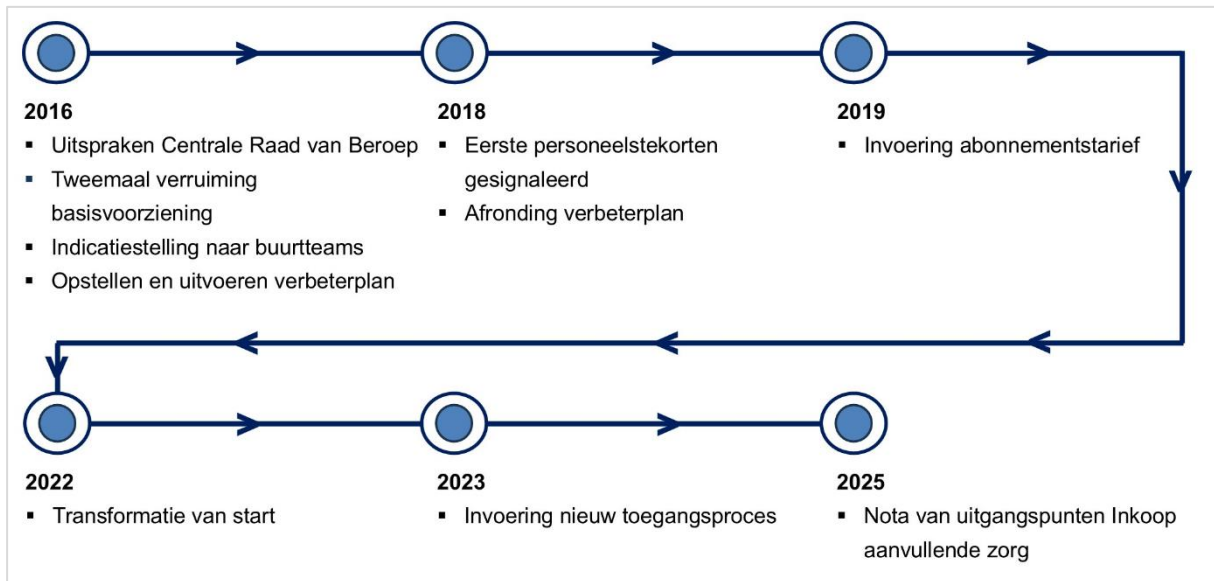 2016
▪ Uitspraken Centrale Raad van Beroep
▪ Tweemaal verruiming
basisvoorziening
▪ Indicatiestelling naar buurtteams
▪ Opstellen en uitvoeren verbeterplan
2018
▪ Eerste personeelstekorten
gesignaleerd
▪ Afronding verbeterplan
2019
▪ Invoering abonnementstarief
2022
▪ Transformatie van start
2023
▪ Invoering nieuw toegangsproces
2025
▪ Nota van uitgangspunten Inkoop
aanvullende zorg